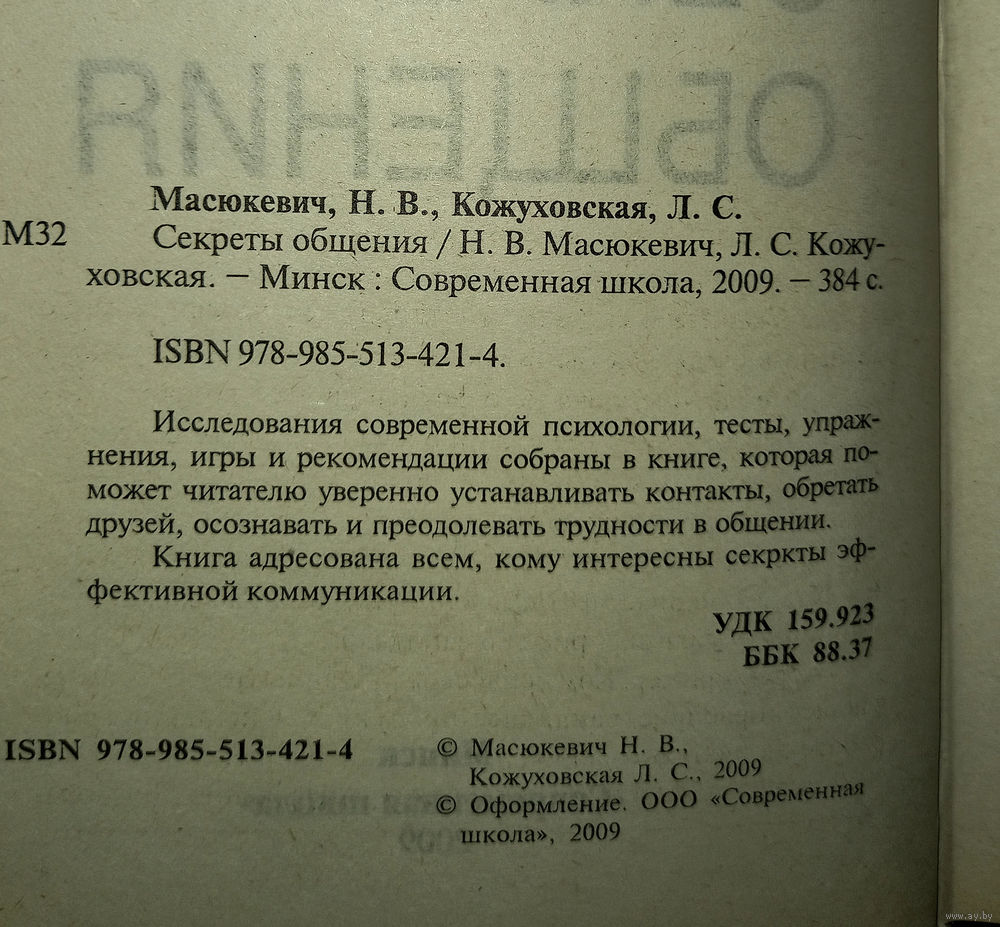 Масюкевич, Н. В., Кожуховская, Л. С.
М32
Секреты общения / Н. В. Масюкевич, Л. С. Кожу-
ховская. — Минск : Современная школа, 2009. — 384 с.
ISBN 978-985-513-421-4.
Исследования современной психологии, тесты, упраж-
нения, игры и рекомендации собраны в книге, которая по-
может читателю уверенно устанавливать контакты, обретать
друзей, осознавать и преодолевать трудности в общении.
Книга адресована всем, кому интересны секркты эф-
фективной коммуникации.
УДК 159.923
ББК 88.37
ISBN 978-985-513-421-4
© Масюкевич Н. В.,
Кожуховская Л. С., 2009
© Оформление. ООО «Современная
школа», 2009
www.ay.by